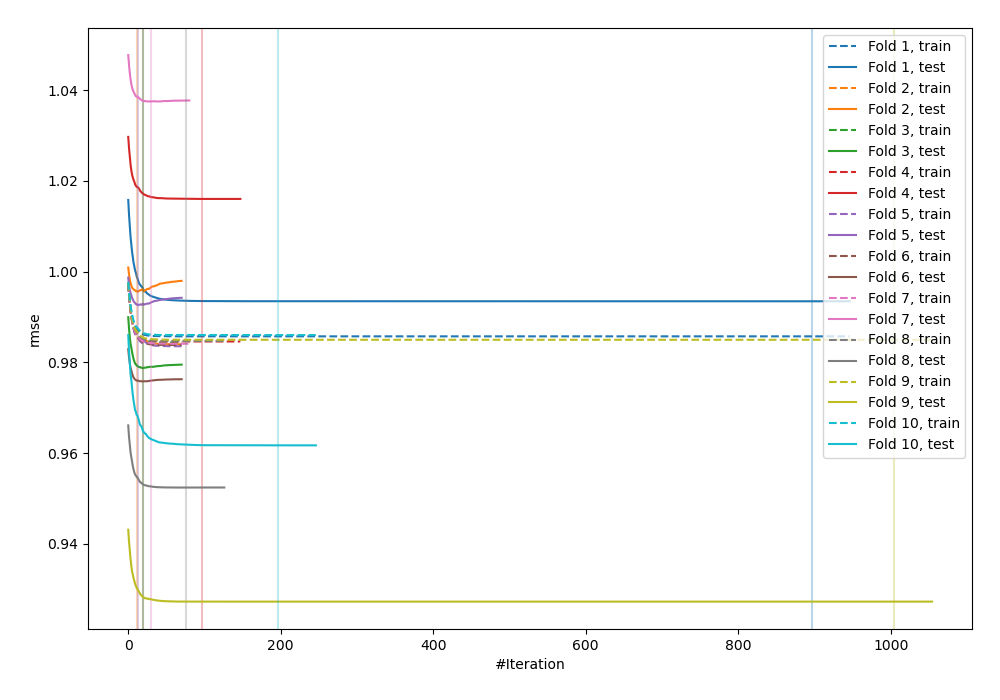 1.04
1.02
1.00
0.98
0.96
0.94
rmse
0
200
400
600
800
1000
#Iteration
Fold 1, train
Fold 1, test
Fold 2, train
Fold 2, test
Fold 3, train
Fold 3, test
Fold 4, train
Fold 4, test
Fold 5, train
Fold 5, test
Fold 6, train
Fold 6, test
Fold 7, train
Fold 7, test
Fold 8, train
Fold 8, test
Fold 9, train
Fold 9, test
Fold 10, train
Fold 10, test